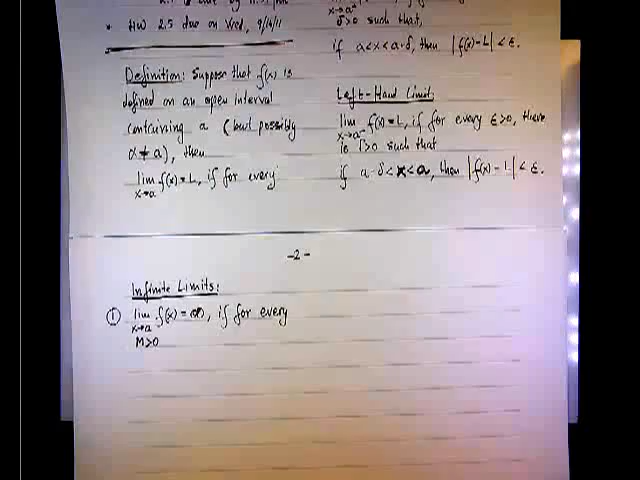 * HW 2.5 due on Wed, 9/14/11
Definition: Suppose that f(x) is
defined on an open interval
containing a (but possibly
x≠a), then
lim f(x) = L, if for every
x→a
δ>0 such that,
if a<x<a+δ, then |f(x)-L|<ε.
Left-Hand Limit:
lim f(x)=L, if for every ε>0, there
x→a⁻
is δ>0 such that
if a-δ<x<a, then |f(x)-L|<ε.
-2-
Infinite Limits:
① lim f(x) = ∞, if for every
x→a
M>0